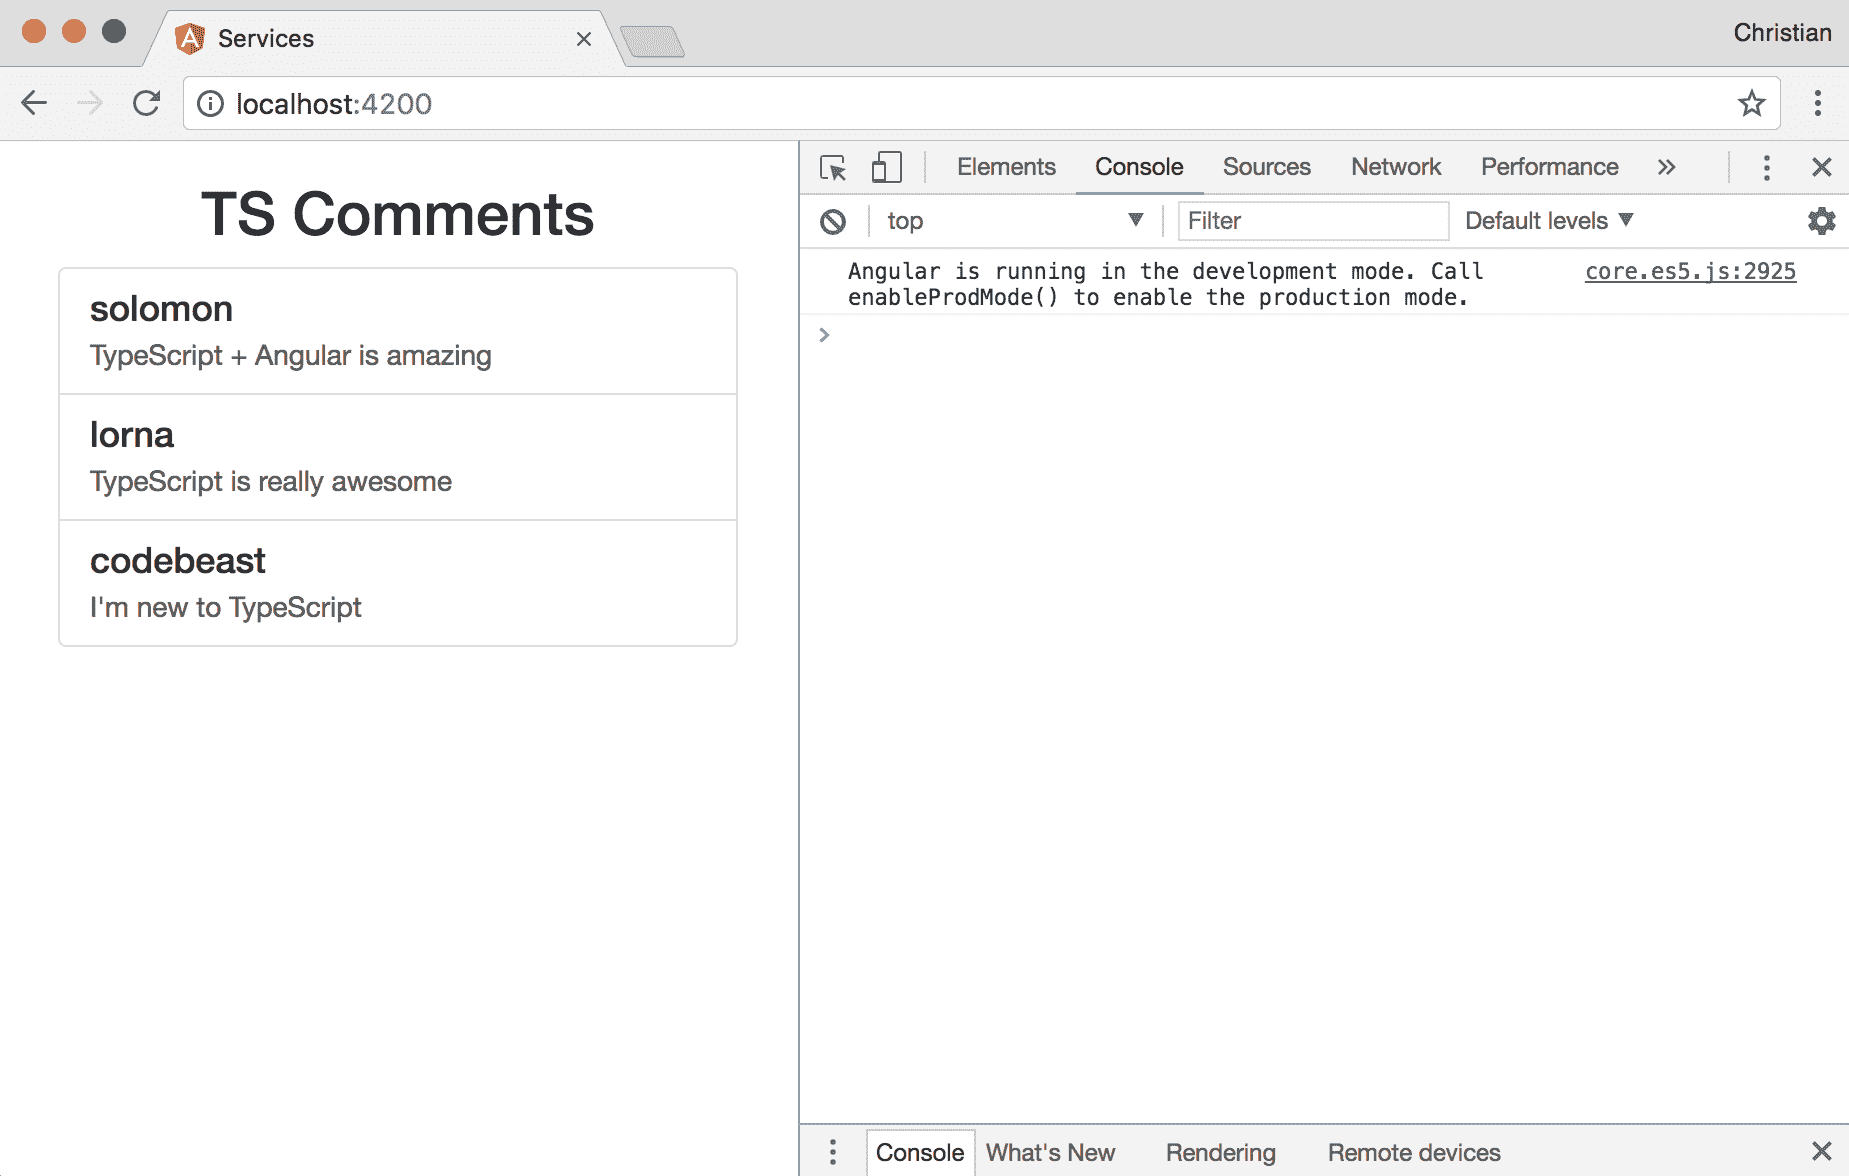 Services
Christian
localhost:4200
TS Comments
solomon
TypeScript + Angular is amazing
lorna
TypeScript is really awesome
codebeast
I'm new to TypeScript
Elements Console Sources Network Performance
top Filter Default levels
Angular is running in the development mode. Call core.es5.js:2925
enableProdMode() to enable the production mode.
Console What's New Rendering Remote devices